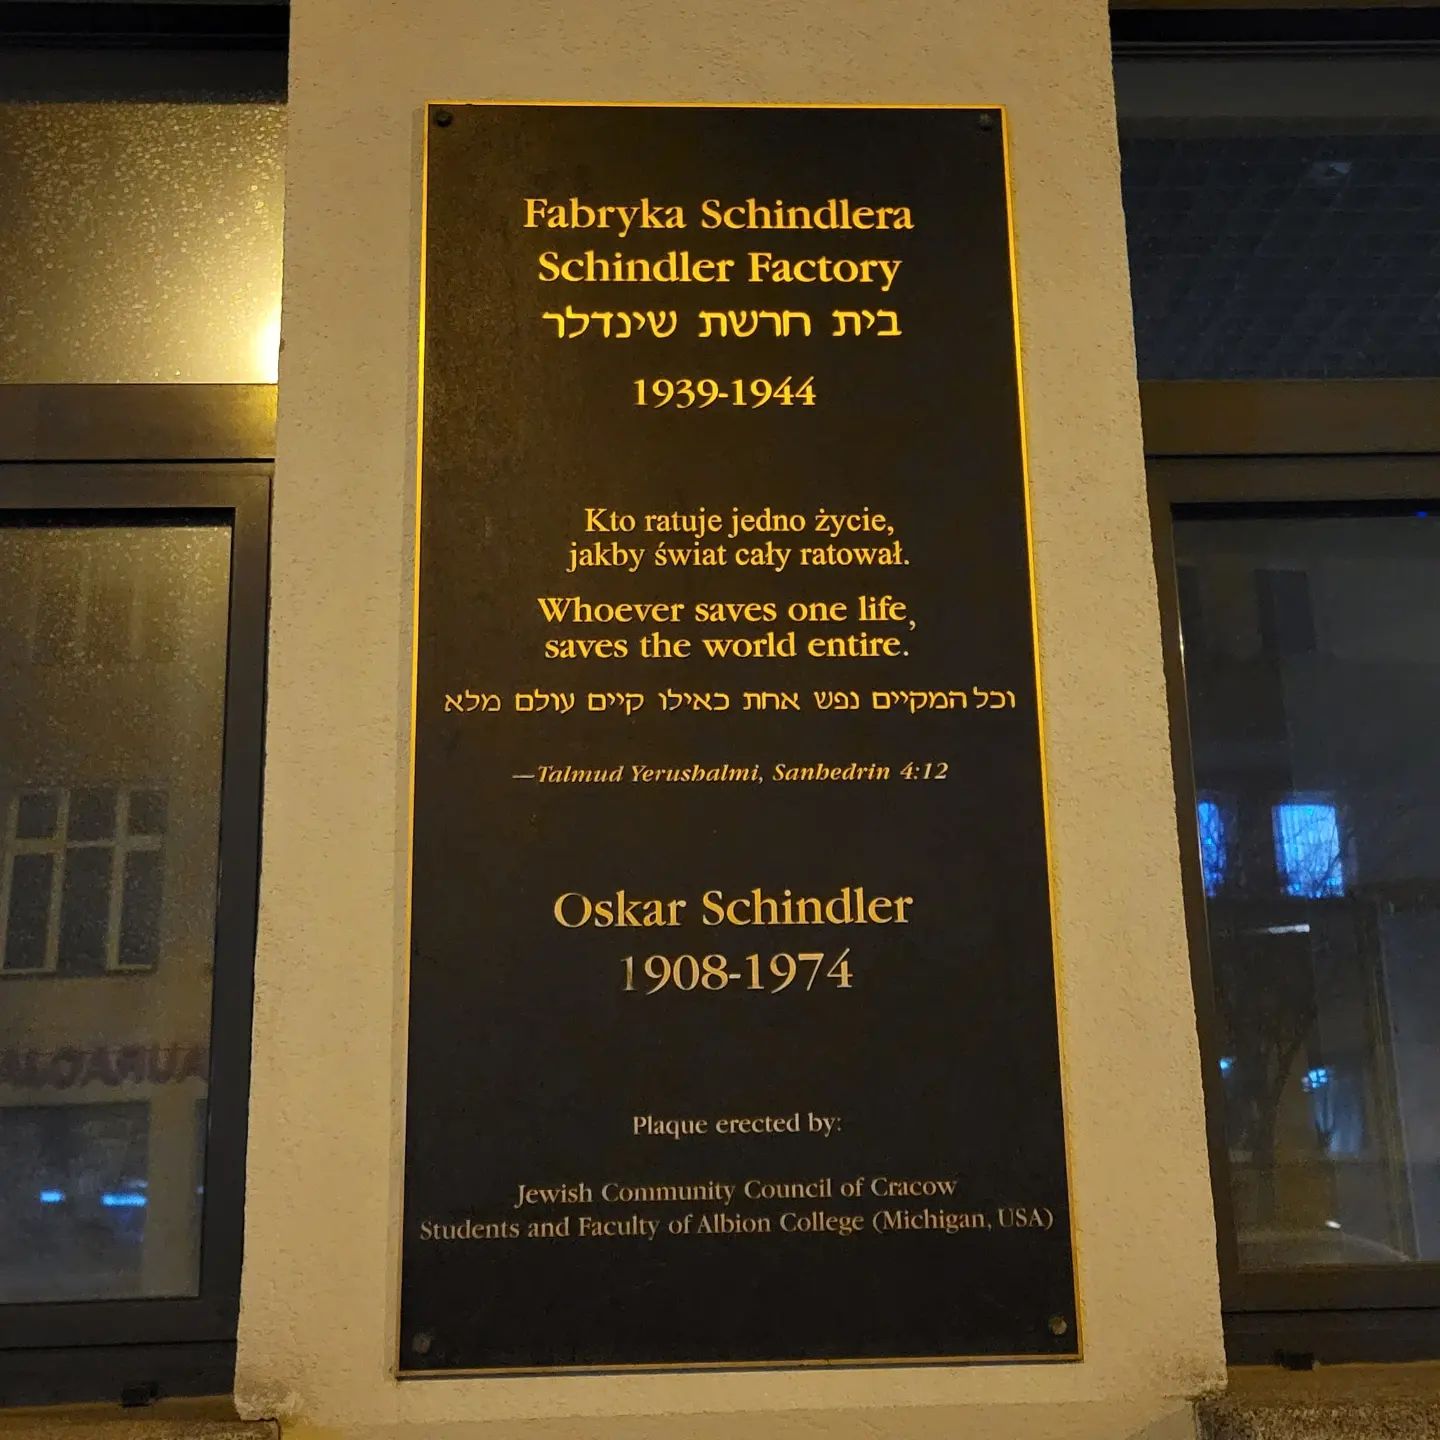 Fabryka Schindlera
Schindler Factory
בית חרשת שינדלר
1939-1944
Kto ratuje jedno życie,
jakby świat cały ratował.
Whoever saves one life,
saves the world entire.
וכל המקיים נפש אחת כאילו קיים עולם מלא
—Talmud Yerushalmi, Sanhedrin 4:12
Oskar Schindler
1908-1974
Plaque erected by:
Jewish Community Council of Cracow
Students and Faculty of Albion College (Michigan, USA)